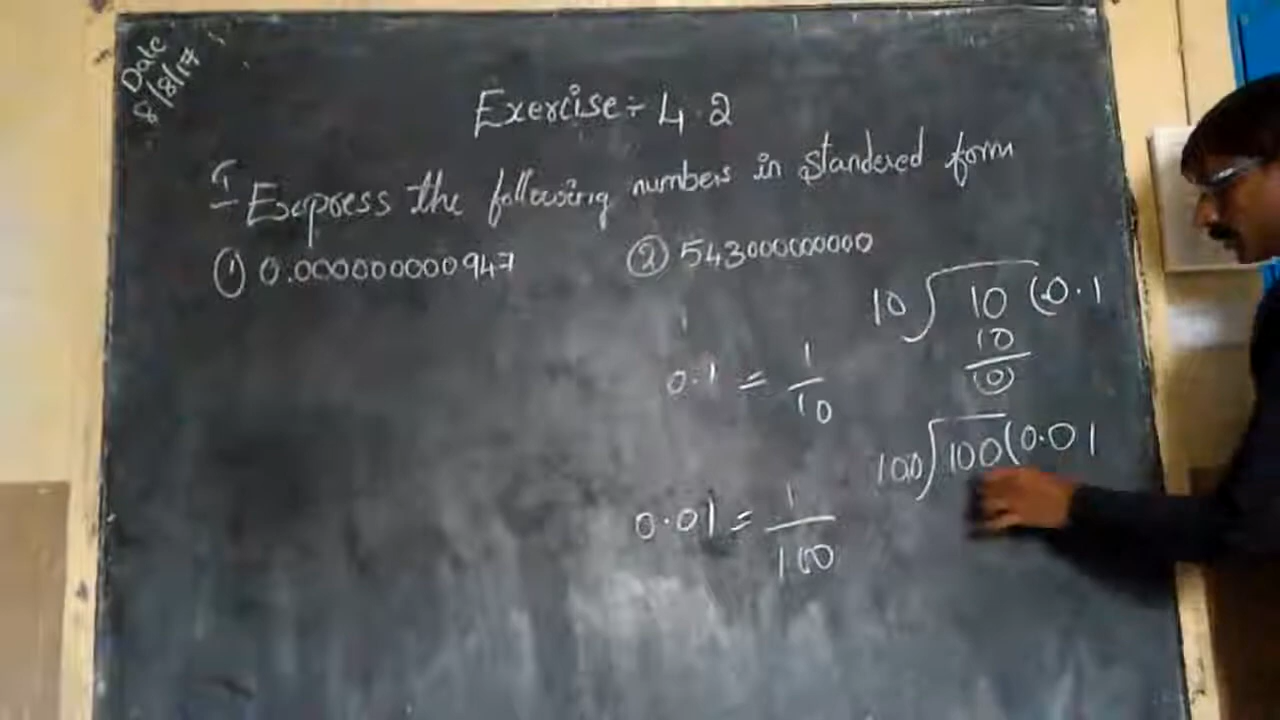 Date
8/8/17
Exercise÷ 4.2
I Express the following numbers in standered form
① 0.000000000947
② 543000000000
10) 10 (0.1
10
(0)
0.1 = 1/10
100) 100 (0.01
0.01 = 1/100